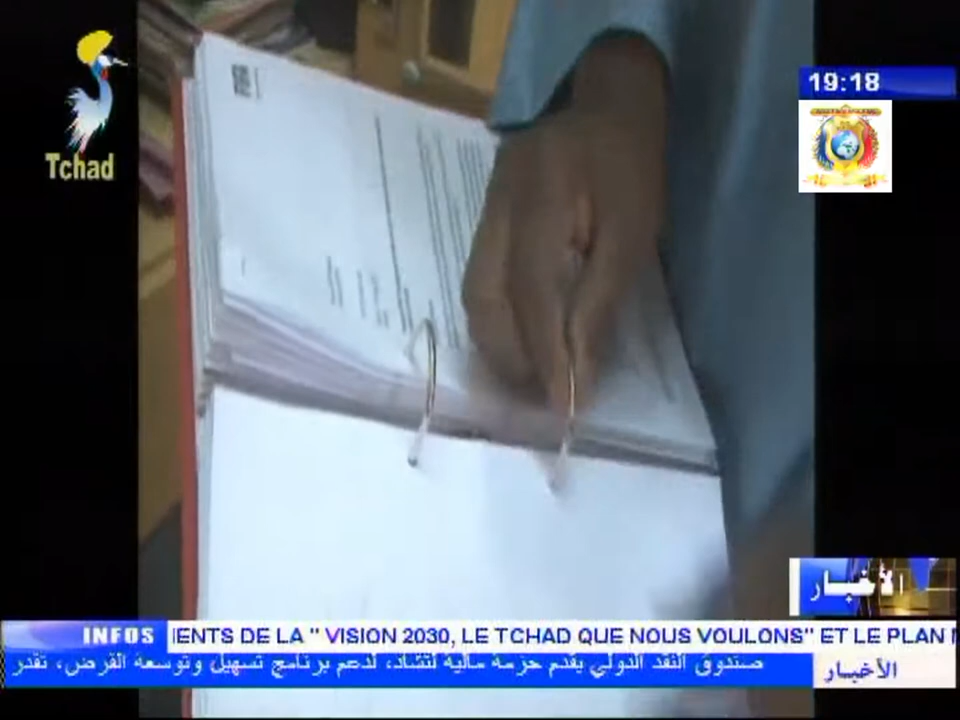 Tchad
19:18
الأخبار
INFOS
IENTS DE LA " VISION 2030, LE TCHAD QUE NOUS VOULONS" ET LE PLAN
صندوق النقد الدولي يقدم حزمة مالية لتشاد، لدعم برنامج تسهيل وتوسعة القرض، تقدر
الأخبار